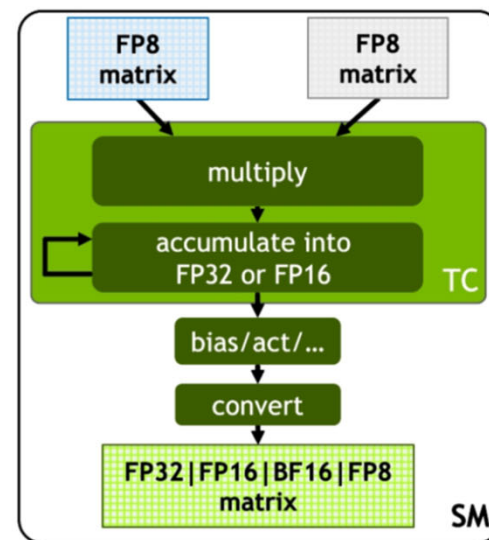 FP8
matrix
FP8
matrix
multiply
accumulate into
FP32 or FP16
TC
bias/act/…
convert
FP32|FP16|BF16|FP8
matrix
SM